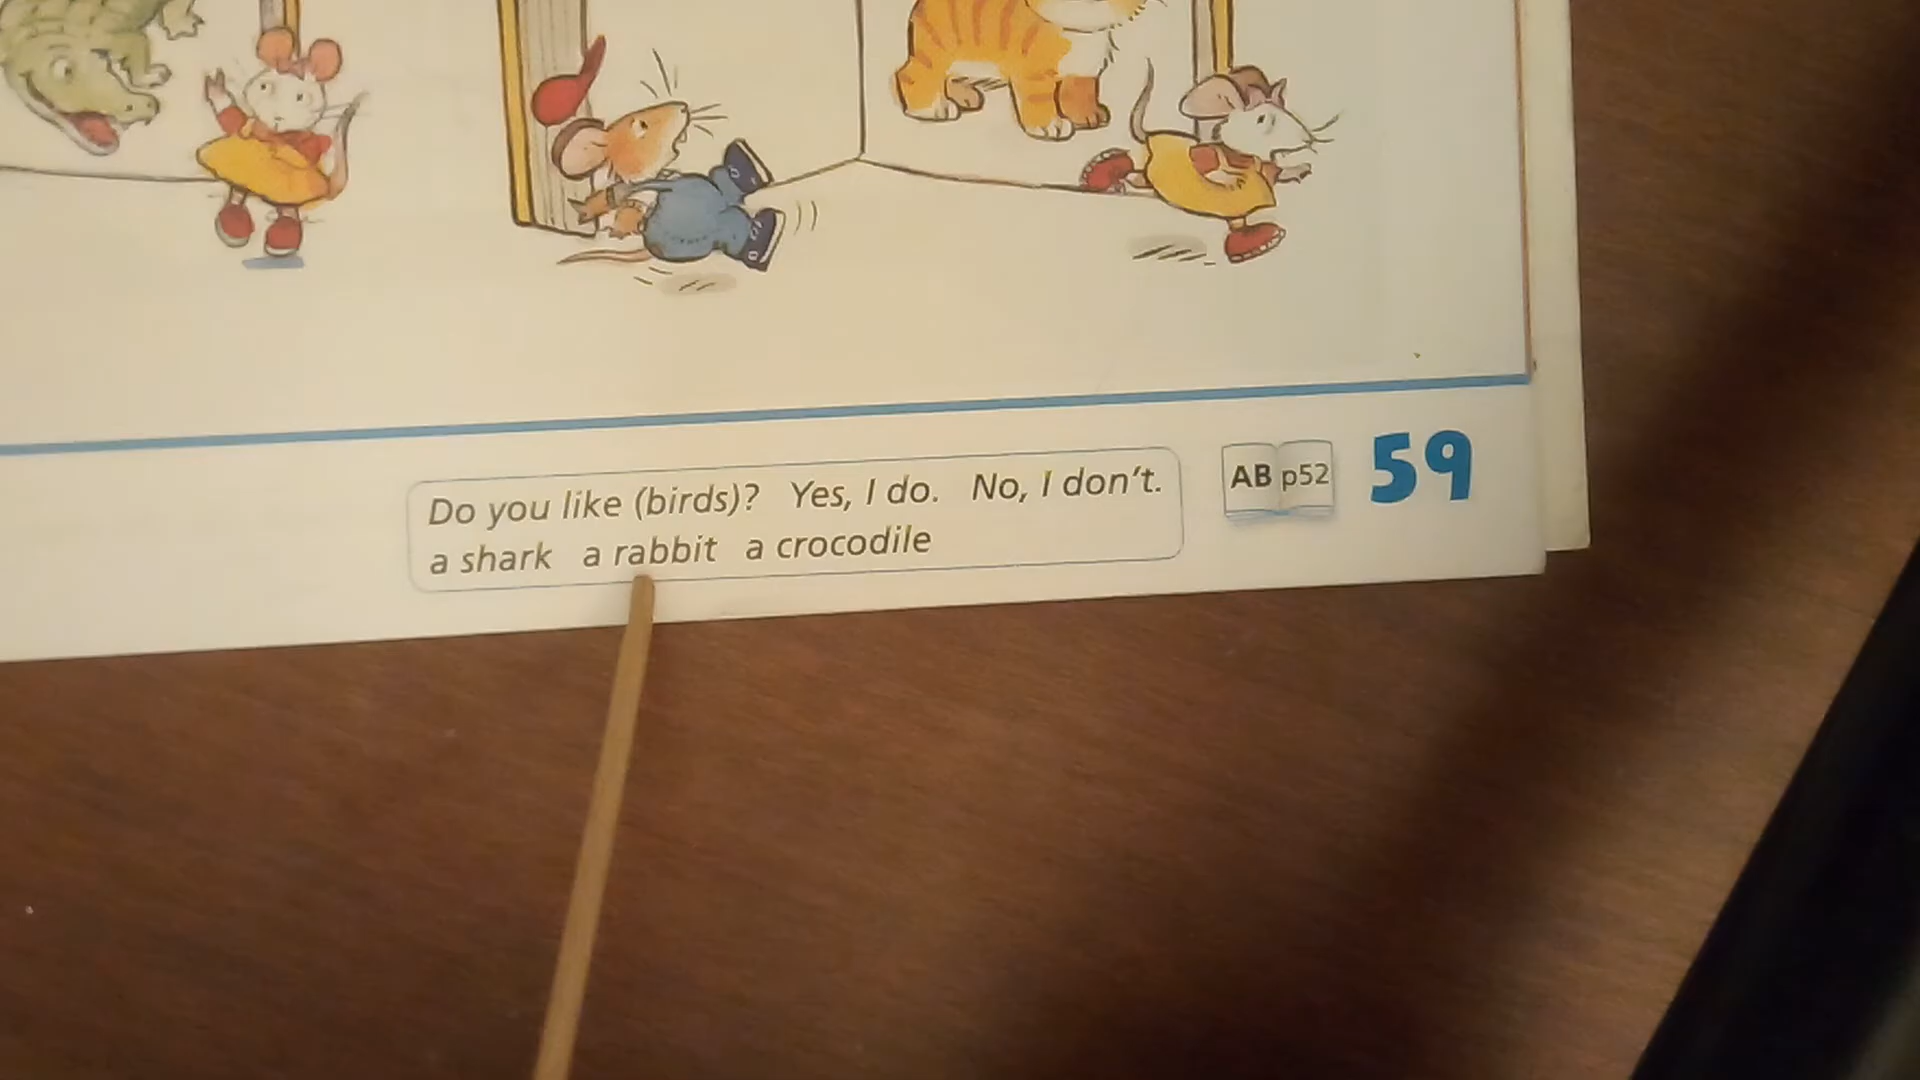 Do you like (birds)? Yes, I do. No, I don't.
a shark a rabbit a crocodile
AB p52
59